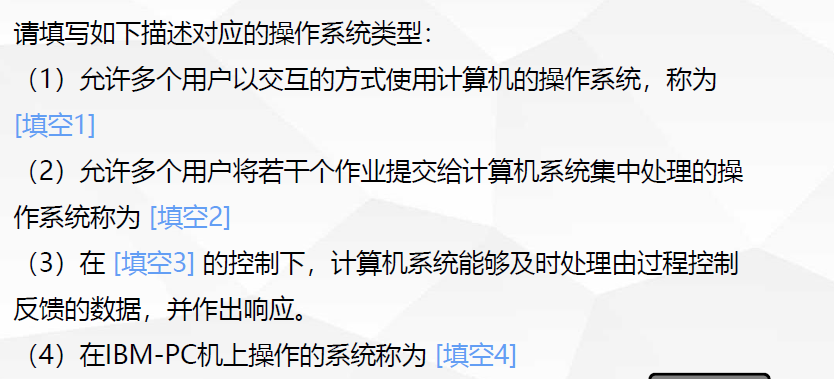 请填写如下描述对应的操作系统类型：
（1）允许多个用户以交互的方式使用计算机的操作系统，称为
[填空1]
（2）允许多个用户将若干个作业提交给计算机系统集中处理的操
作系统称为 [填空2]
（3）在 [填空3] 的控制下，计算机系统能够及时处理由过程控制
反馈的数据，并作出响应。
（4）在IBM-PC机上操作的系统称为 [填空4]